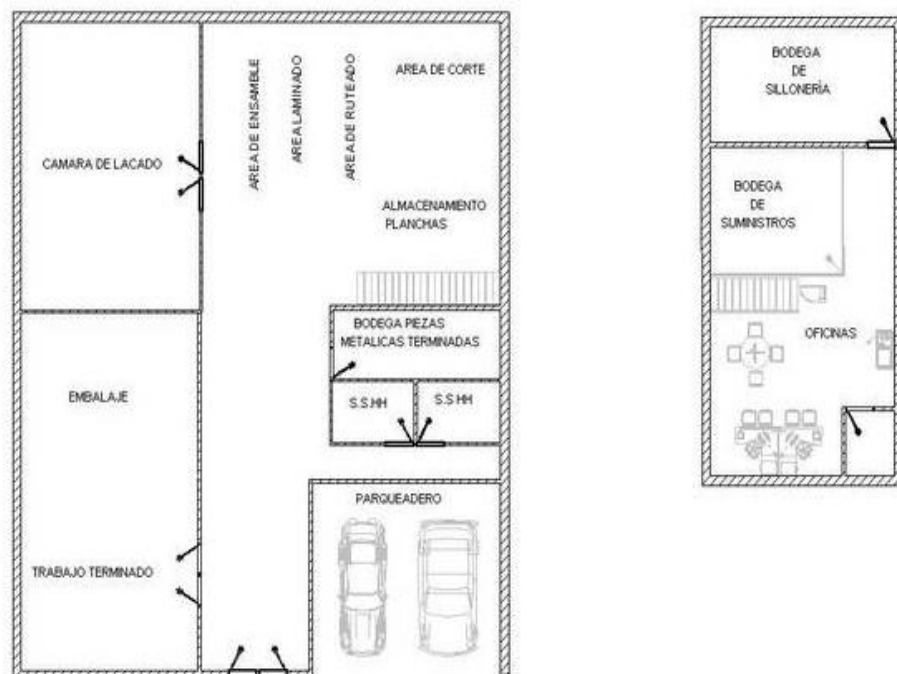 CAMARA DE LACADO
AREA DE ENSAMBLE
AREA LAMINADO
AREA DE RUTEADO
AREA DE CORTE
ALMACENAMIENTO
PLANCHAS
BODEGA PIEZAS
METALICAS TERMINADAS
S.S.HH
S.S HH
EMBALAJE
TRABAJO TERMINADO
PARQUEADERO
BODEGA
DE
SILLONERÌA
BODEGA
DE
SUMINISTROS
OFICINAS